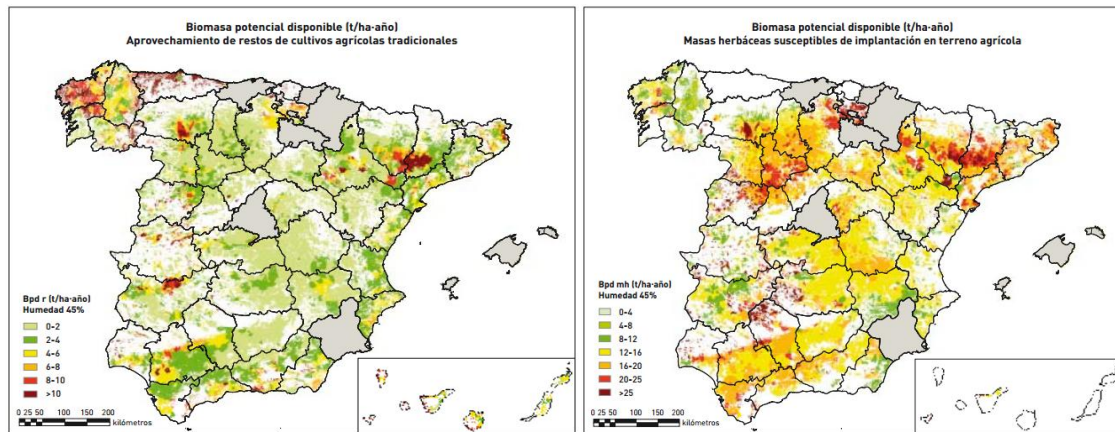 Biomasa potencial disponible (t/ha·año)
Aprovechamiento de restos de cultivos agrícolas tradicionales
Bpd r (t/ha·año)
Humedad 45%
0-2
2-4
4-6
6-8
8-10
>10
0 25 50 100 150 200
kilómetros
Biomasa potencial disponible (t/ha·año)
Masas herbáceas susceptibles de implantación en terreno agrícola
Bpd mh (t/ha·año)
Humedad 45%
0-4
4-8
8-12
12-16
16-20
20-25
>25
0 25 50 100 150 200
kilómetros